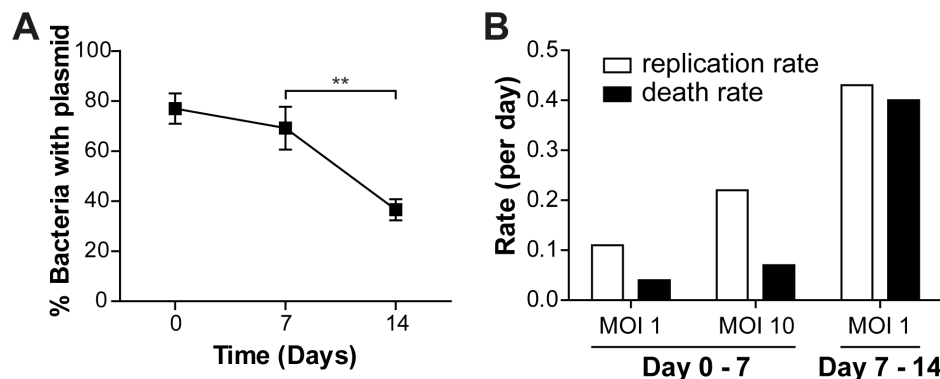 A
% Bacteria with plasmid
100
80
60
40
20
0
**
0 7 14
Time (Days)
B
Rate (per day)
0.5
0.4
0.3
0.2
0.1
0.0
replication rate
death rate
MOI 1 MOI 10 MOI 1
Day 0 - 7 Day 7 - 14